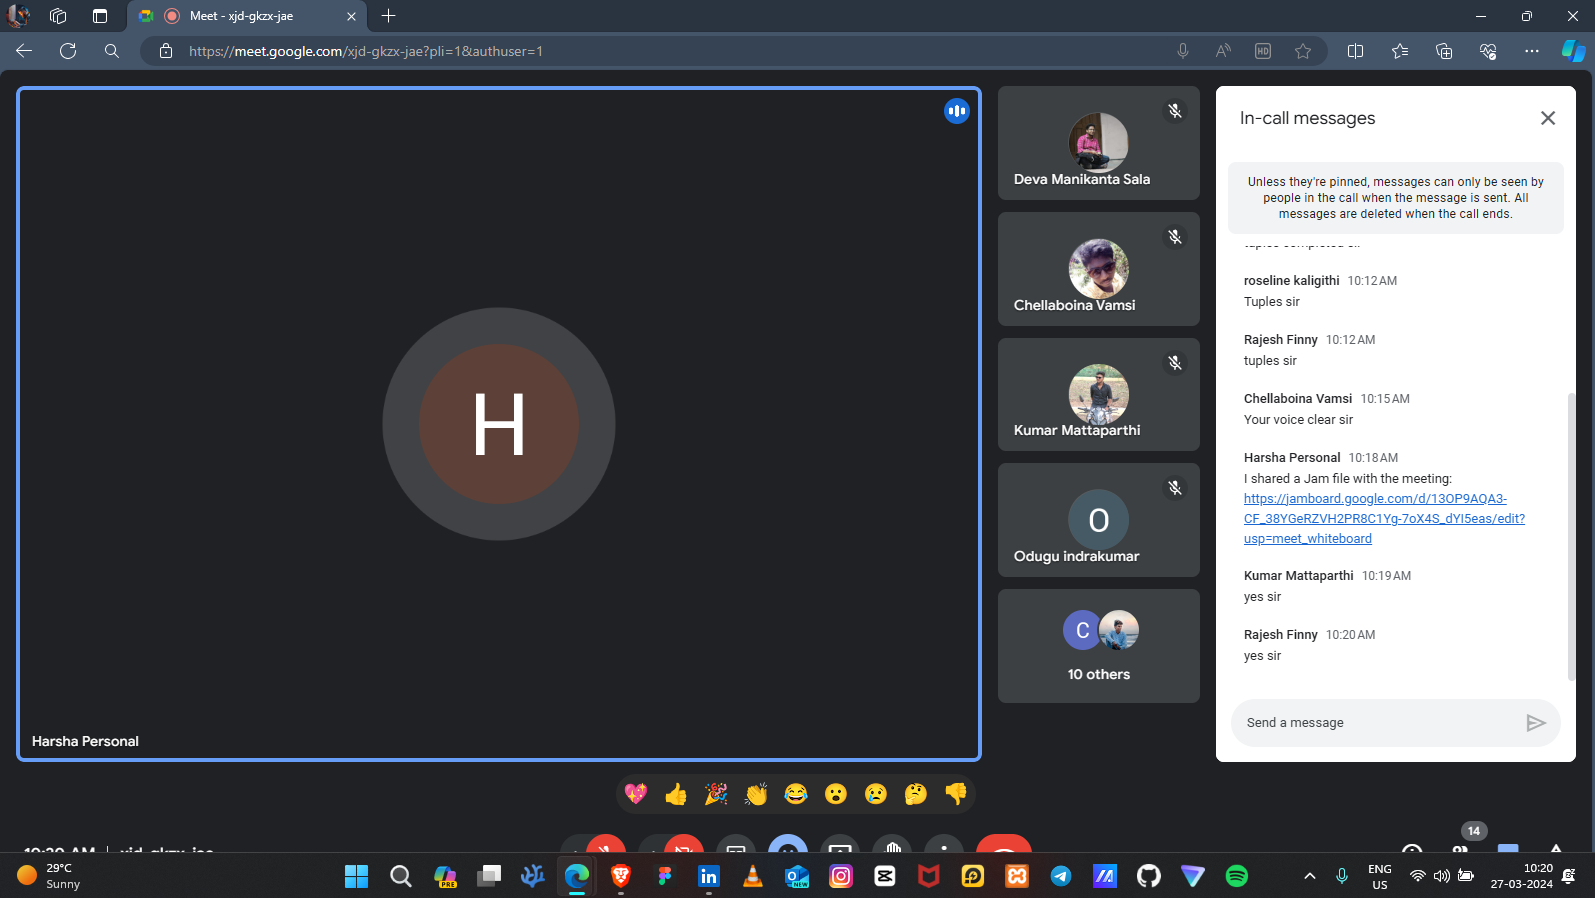 Meet - xjd-gkzx-jae
https://meet.google.com/xjd-gkzx-jae?pli=1&authuser=1
H
Harsha Personal
Deva Manikanta Sala
Chellaboina Vamsi
Kumar Mattaparthi
O
Odugu indrakumar
C
10 others
In-call messages
Unless they're pinned, messages can only be seen by
people in the call when the message is sent. All
messages are deleted when the call ends.
roseline kaligithi 10:12 AM
Tuples sir
Rajesh Finny 10:12 AM
tuples sir
Chellaboina Vamsi 10:15 AM
Your voice clear sir
Harsha Personal 10:18 AM
I shared a Jam file with the meeting:
https://jamboard.google.com/d/13OP9AQA3-
CF_38YGeRZVH2PR8C1Yg-7oX4S_dYI5eas/edit?
usp=meet_whiteboard
Kumar Mattaparthi 10:19 AM
yes sir
Rajesh Finny 10:20 AM
yes sir
Send a message
14
29°C
Sunny
PRE
NEW
ENG
US
10:20
27-03-2024